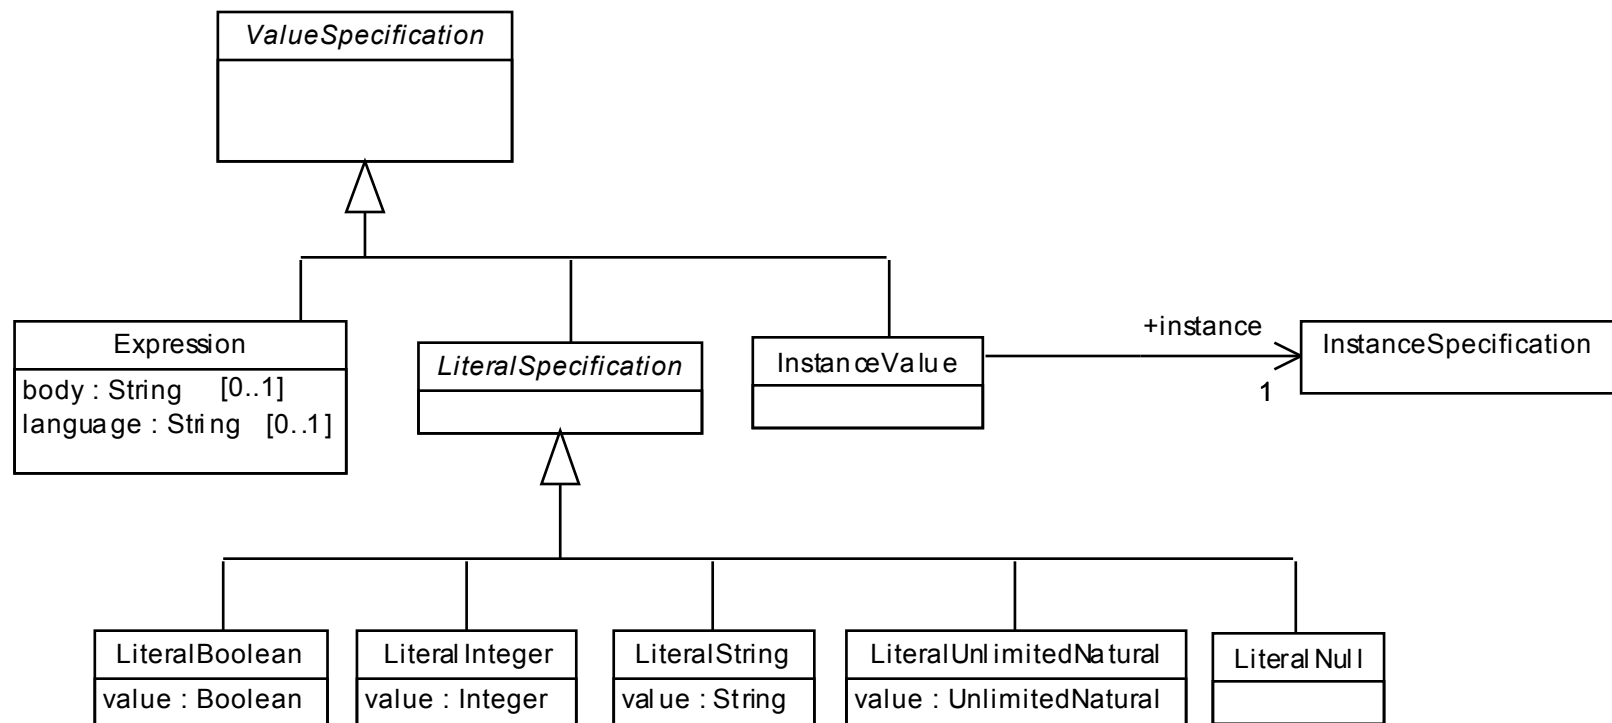 ValueSpecification
Expression
body : String [0..1]
language : String [0..1]
LiteralSpecification
InstanceValue
+instance
1
InstanceSpecification
LiteralBoolean
value : Boolean
LiteralInteger
value : Integer
LiteralString
value : String
LiteralUnlimitedNatural
value : UnlimitedNatural
LiteralNull